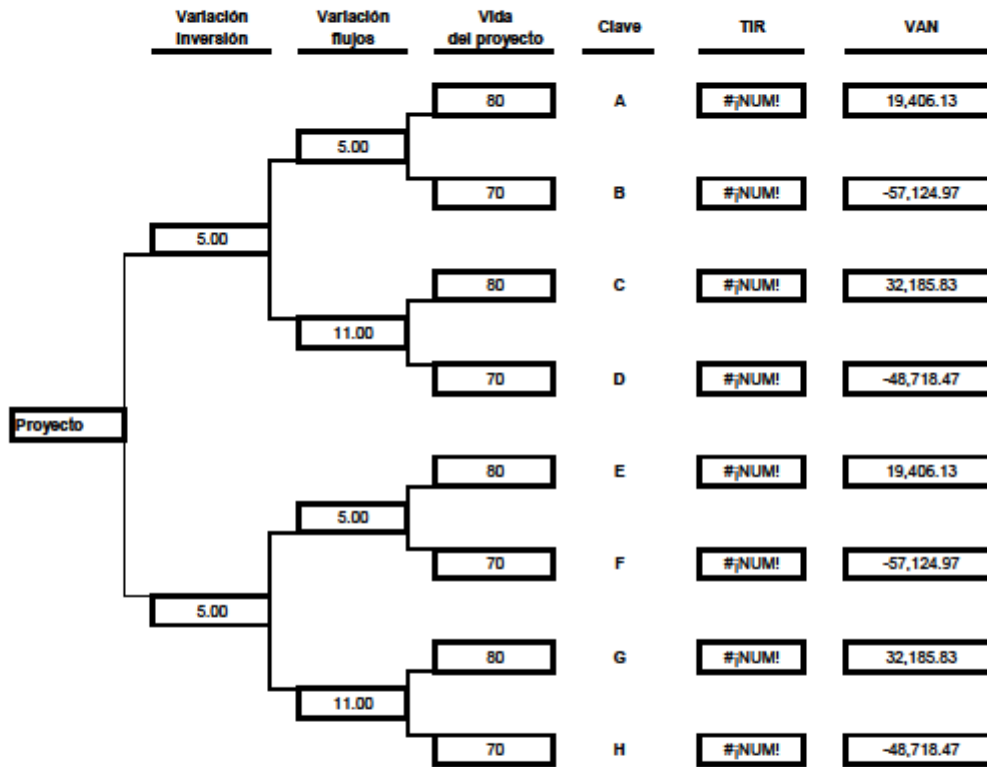 Variación Variación Vida
inversión flujos del proyecto Clave TIR VAN
80 A #¡NUM! 19,406.13
5.00
70 B #¡NUM! -57,124.97
5.00
80 C #¡NUM! 32,185.83
11.00
70 D #¡NUM! -48,718.47
Proyecto
80 E #¡NUM! 19,406.13
5.00
70 F #¡NUM! -57,124.97
5.00
80 G #¡NUM! 32,185.83
11.00
70 H #¡NUM! -48,718.47